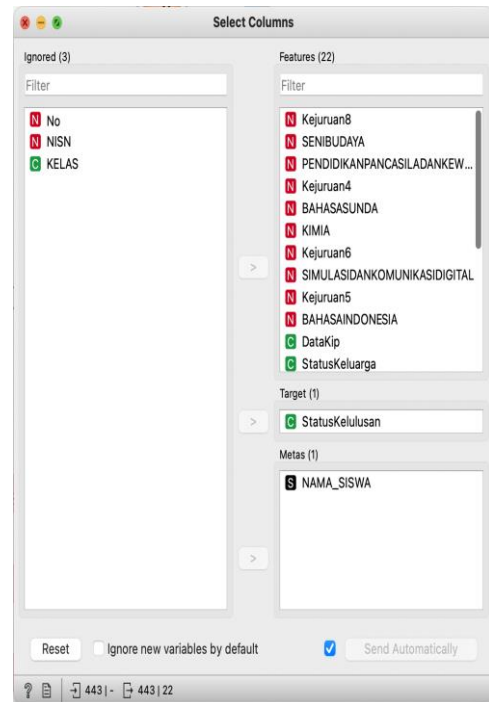 Select Columns
Ignored (3)
Filter
N No
N NISN
C KELAS
Features (22)
Filter
N Kejuruan8
N SENIBUDAYA
N PENDIDIKANPANCASILADANKEW...
N Kejuruan4
N BAHASASUNDA
N KIMIA
N Kejuruan6
N SIMULASIDANKOMUNIKASIDIGITAL
N Kejuruan5
N BAHASAINDONESIA
C DataKip
C StatusKeluarga
>
Target (1)
>
C StatusKelulusan
Metas (1)
S NAMA_SISWA
>
Reset
Ignore new variables by default
Send Automatically
? 443 | - 443 | 22